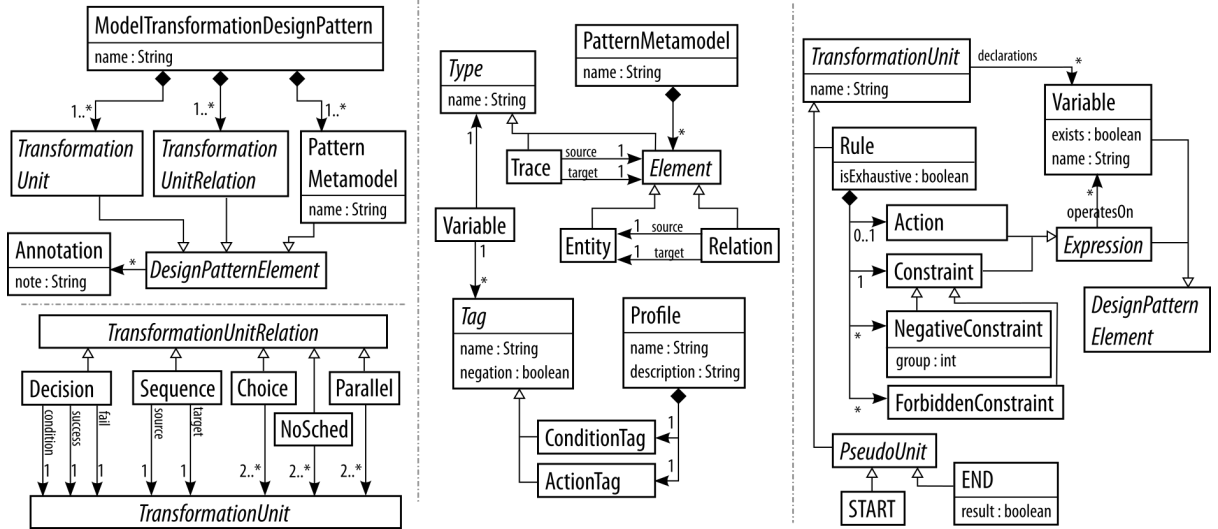 ModelTransformationDesignPattern
name : String
1..*
1..*
1..*
Transformation
Unit
Transformation
UnitRelation
Pattern
Metamodel
name : String
Annotation
note : String
*
DesignPatternElement
TransformationUnitRelation
Decision
Sequence
Choice
Parallel
NoSched
condition
success
fail
source
target
1
1
1
1
1
2..*
2..*
2..*
TransformationUnit
Type
name : String
PatternMetamodel
name : String
1
*
Trace
source
1
target
1
Element
Variable
Entity
1
source
1
target
Relation
1
*
Tag
name : String
negation : boolean
Profile
name : String
description : String
ConditionTag
1
ActionTag
1
TransformationUnit
name : String
declarations
*
Variable
exists : boolean
name : String
Rule
isExhaustive : boolean
*
operatesOn
Action
0..1
Expression
Constraint
1
DesignPattern
Element
NegativeConstraint
group : int
*
ForbiddenConstraint
*
PseudoUnit
START
END
result : boolean